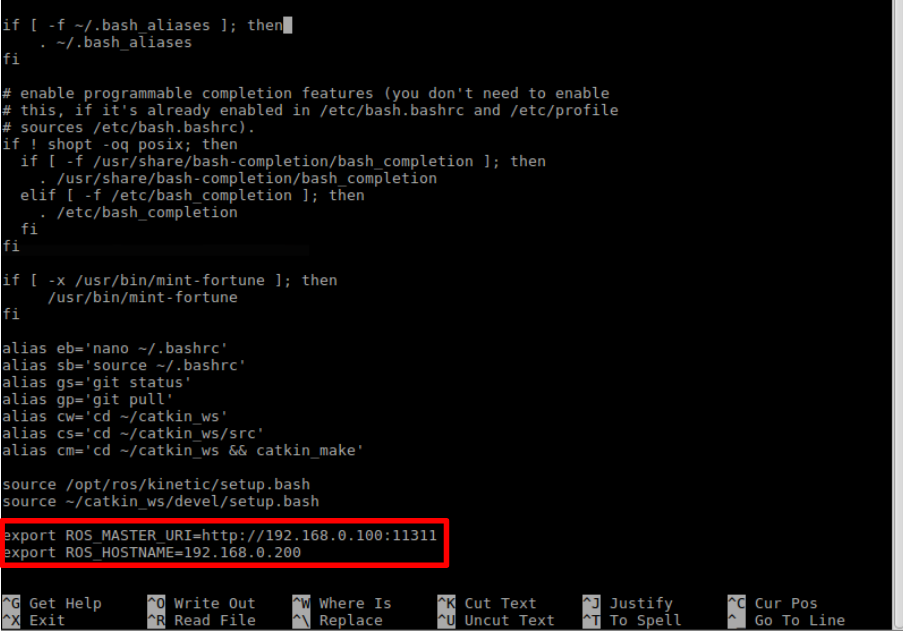 if [ -f ~/.bash_aliases ]; then
    . ~/.bash_aliases
fi
# enable programmable completion features (you don't need to enable
# this, if it's already enabled in /etc/bash.bashrc and /etc/profile
# sources /etc/bash.bashrc).
if ! shopt -oq posix; then
  if [ -f /usr/share/bash-completion/bash_completion ]; then
    . /usr/share/bash-completion/bash_completion
  elif [ -f /etc/bash_completion ]; then
    . /etc/bash_completion
  fi
fi
if [ -x /usr/bin/mint-fortune ]; then
     /usr/bin/mint-fortune
fi
alias eb='nano ~/.bashrc'
alias sb='source ~/.bashrc'
alias gs='git status'
alias gp='git pull'
alias cw='cd ~/catkin_ws'
alias cs='cd ~/catkin_ws/src'
alias cm='cd ~/catkin_ws && catkin_make'
source /opt/ros/kinetic/setup.bash
source ~/catkin_ws/devel/setup.bash
export ROS_MASTER_URI=http://192.168.0.100:11311
export ROS_HOSTNAME=192.168.0.200
^G Get Help ^O Write Out ^W Where Is ^K Cut Text ^J Justify ^C Cur Pos
^X Exit ^R Read File ^\ Replace ^U Uncut Text ^T To Spell ^_ Go To Line